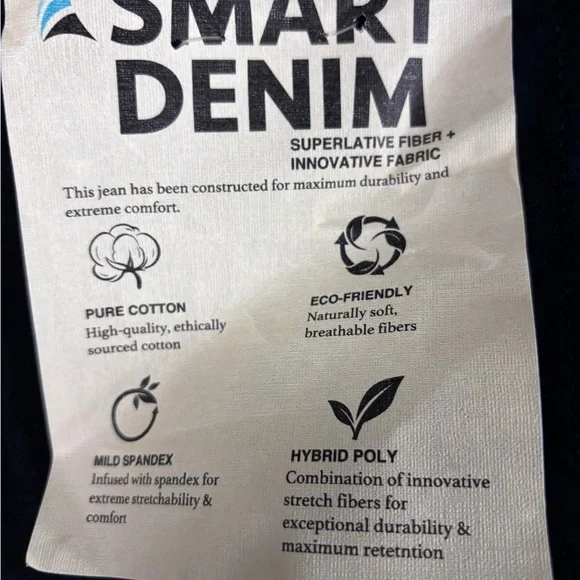 SMART
DENIM
SUPERLATIVE FIBER +
INNOVATIVE FABRIC
This jean has been constructed for maximum durability and
extreme comfort.
PURE COTTON
High-quality, ethically
sourced cotton
ECO-FRIENDLY
Naturally soft,
breathable fibers
MILD SPANDEX
Infused with spandex for
extreme stretchability &
comfort
HYBRID POLY
Combination of innovative
stretch fibers for
exceptional durability &
maximum retetntion